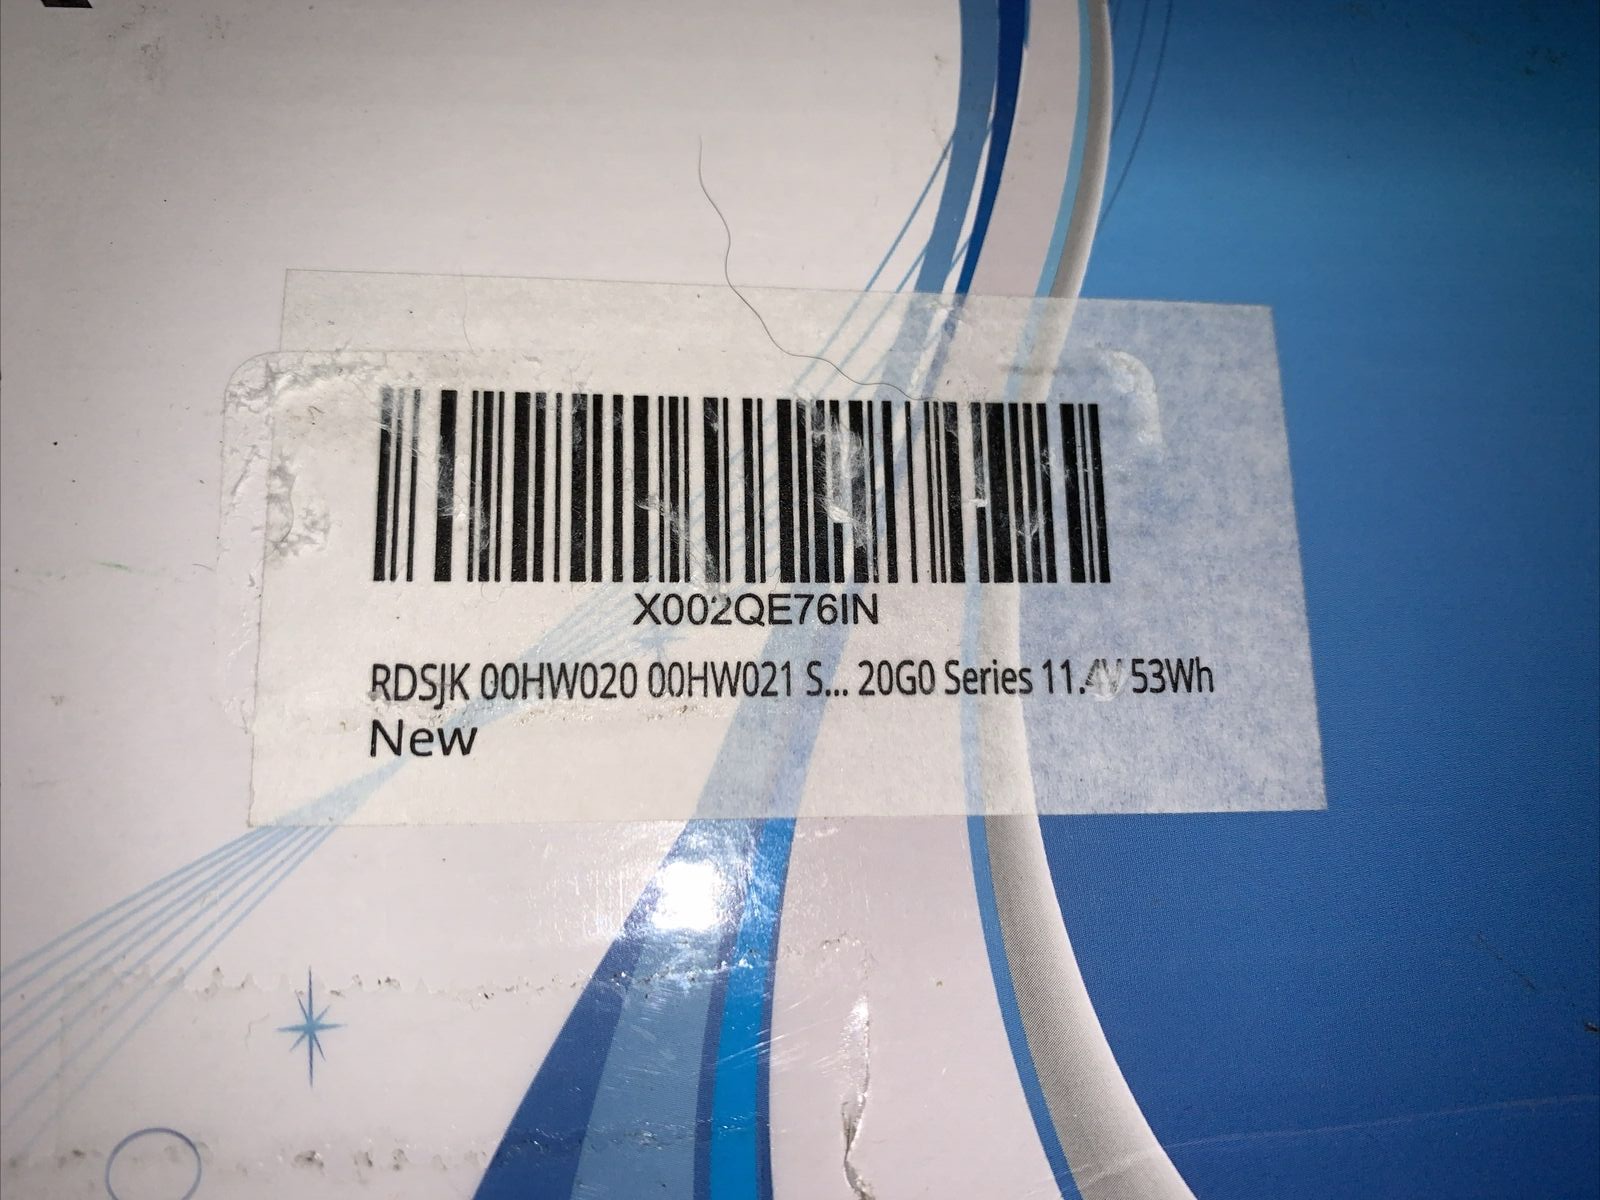 X002QE76IN
RDSJK 00HW020 00HW021 S... 20G0 Series 11.4V 53Wh
New